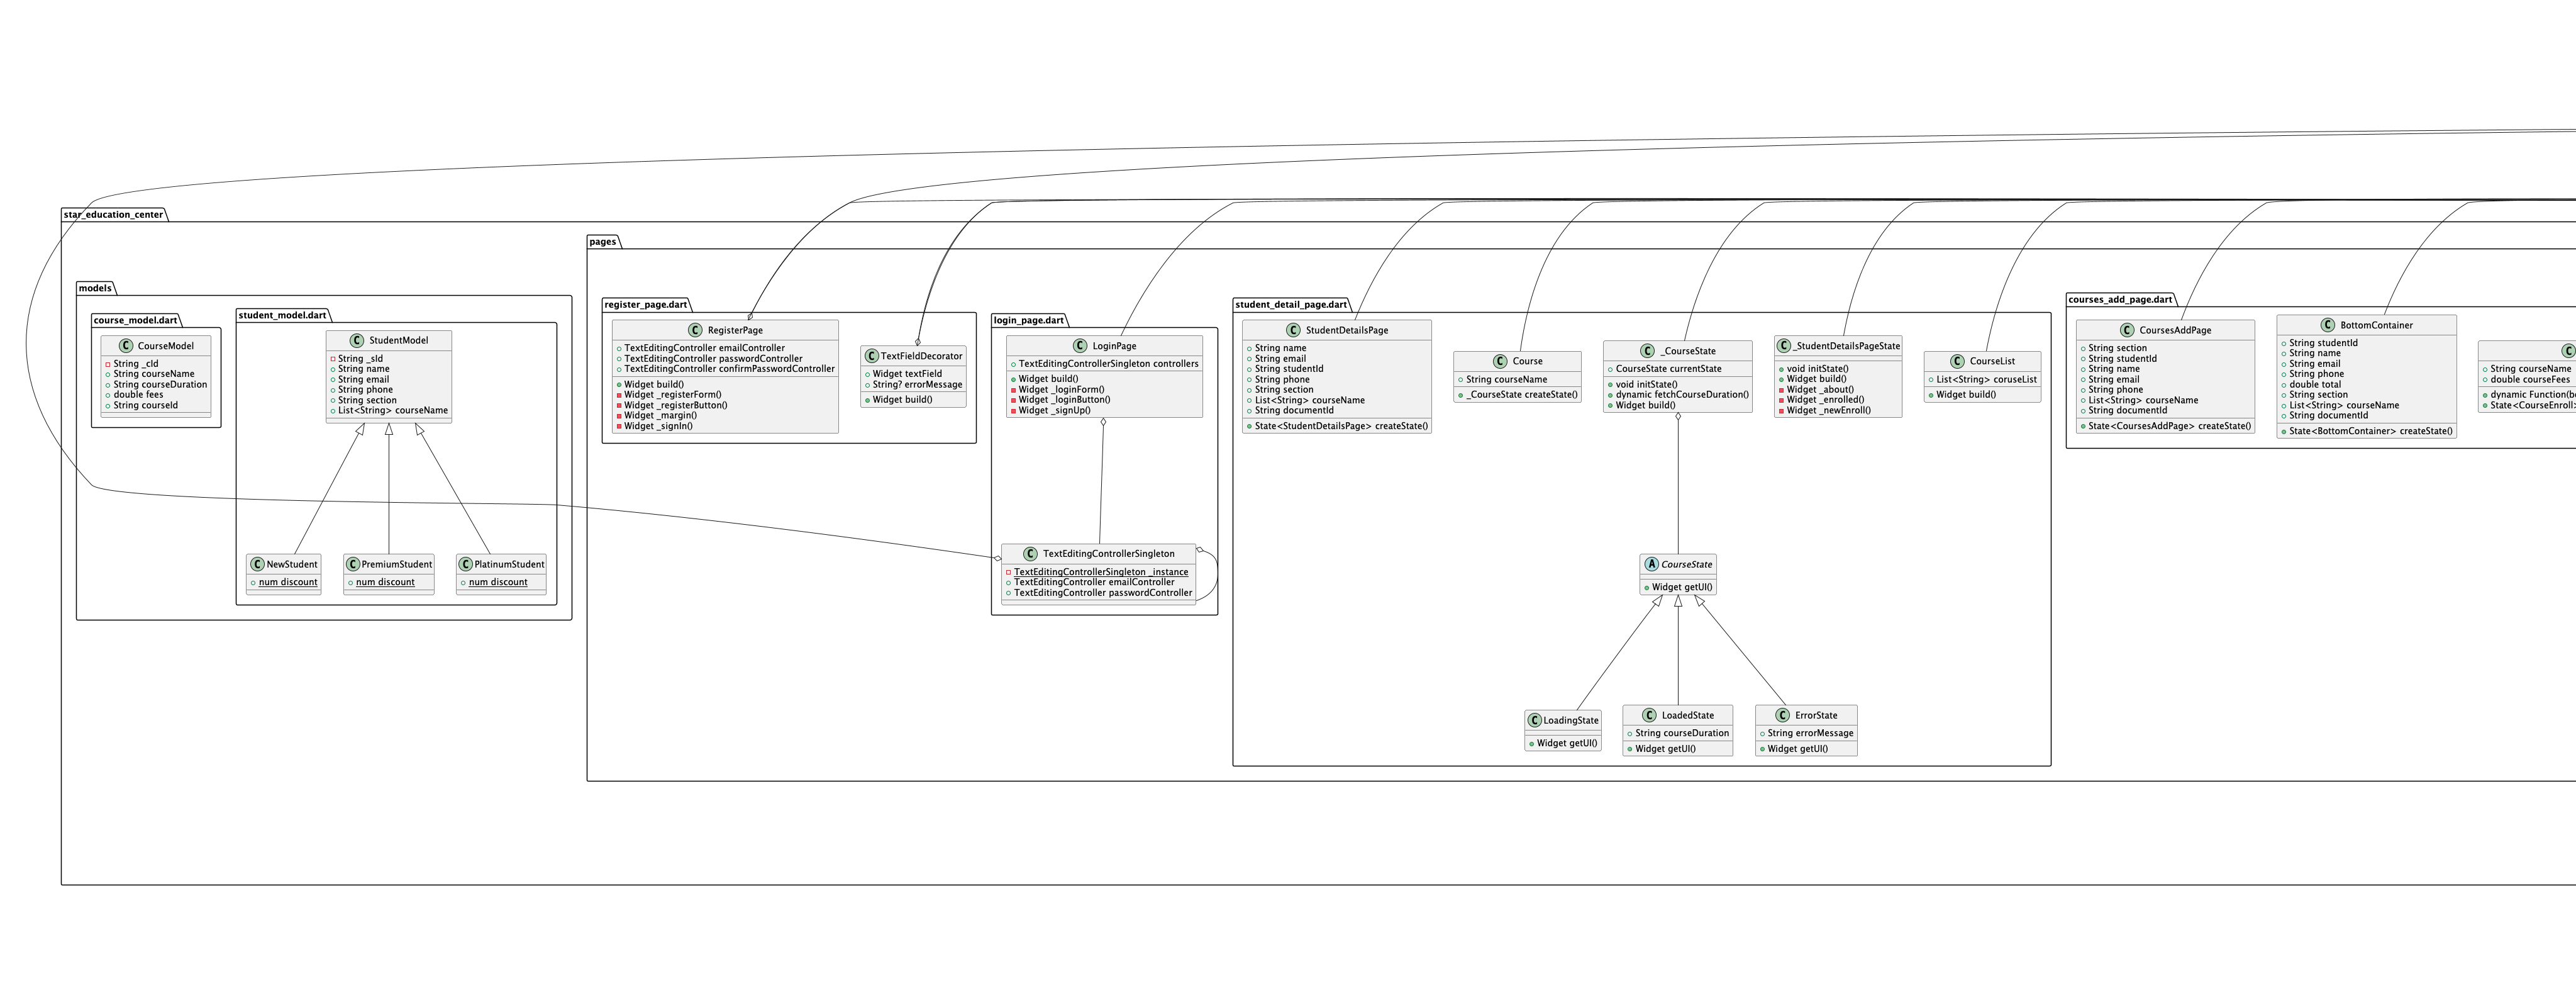 star_education_center
models
course_model.dart
C CourseModel
String _cId
String courseName
String courseDuration
double fees
String courseId
student_model.dart
C StudentModel
String _sId
String name
String email
String phone
String section
List<String> courseName
C NewStudent
num discount
C PremiumStudent
num discount
C PlatinumStudent
num discount
pages
register_page.dart
C RegisterPage
TextEditingController emailController
TextEditingController passwordController
TextEditingController confirmPasswordController
Widget build()
Widget _registerForm()
Widget _registerButton()
Widget _margin()
Widget _signIn()
C TextFieldDecorator
Widget textField
String? errorMessage
Widget build()
login_page.dart
C LoginPage
TextEditingControllerSingleton controllers
Widget build()
Widget _loginForm()
Widget _loginButton()
Widget _signUp()
C TextEditingControllerSingleton
TextEditingControllerSingleton _instance
TextEditingController emailController
TextEditingController passwordController
student_detail_page.dart
C StudentDetailsPage
String name
String email
String studentId
String phone
String section
List<String> courseName
String documentId
State<StudentDetailsPage> createState()
C Course
String courseName
_CourseState createState()
C _CourseState
CourseState currentState
void initState()
dynamic fetchCourseDuration()
Widget build()
C _StudentDetailsPageState
void initState()
Widget build()
Widget _about()
Widget _enrolled()
Widget _newEnroll()
C CourseList
List<String> coruseList
Widget build()
A CourseState
Widget getUI()
C LoadingState
Widget getUI()
C LoadedState
String courseDuration
Widget getUI()
C ErrorState
String errorMessage
Widget getUI()
courses_add_page.dart
C CoursesAddPage
String section
String studentId
String name
String email
String phone
List<String> courseName
String documentId
State<CoursesAddPage> createState()
C BottomContainer
String studentId
String name
String email
String phone
double total
String section
List<String> courseName
String documentId
State<BottomContainer> createState()
C
String courseName
double courseFees
dynamic Function(b
State<CourseEnroll>